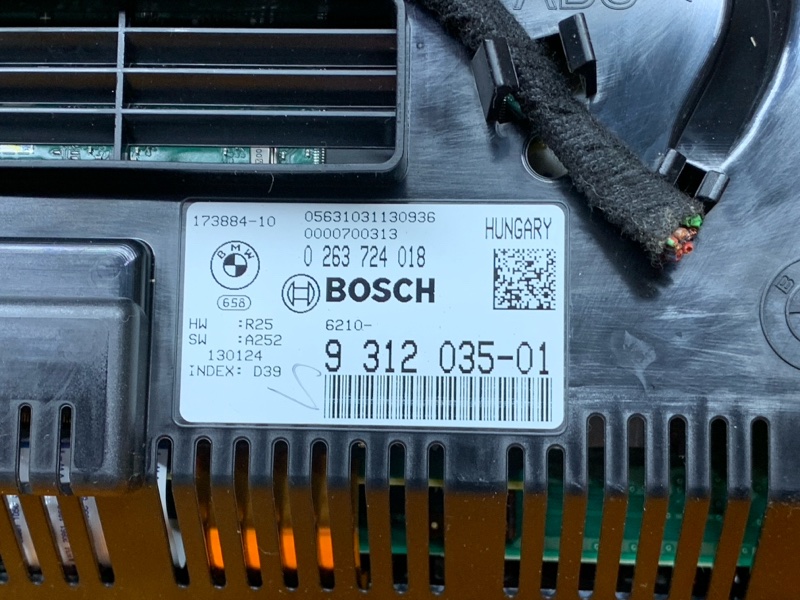 ABS
173884-10
05631031130936
0000700313
HUNGARY
0 263 724 018
BMW
658
BOSCH
HW :R25
SW :A252
130124
INDEX: D39
6210-
9 312 035-01
B